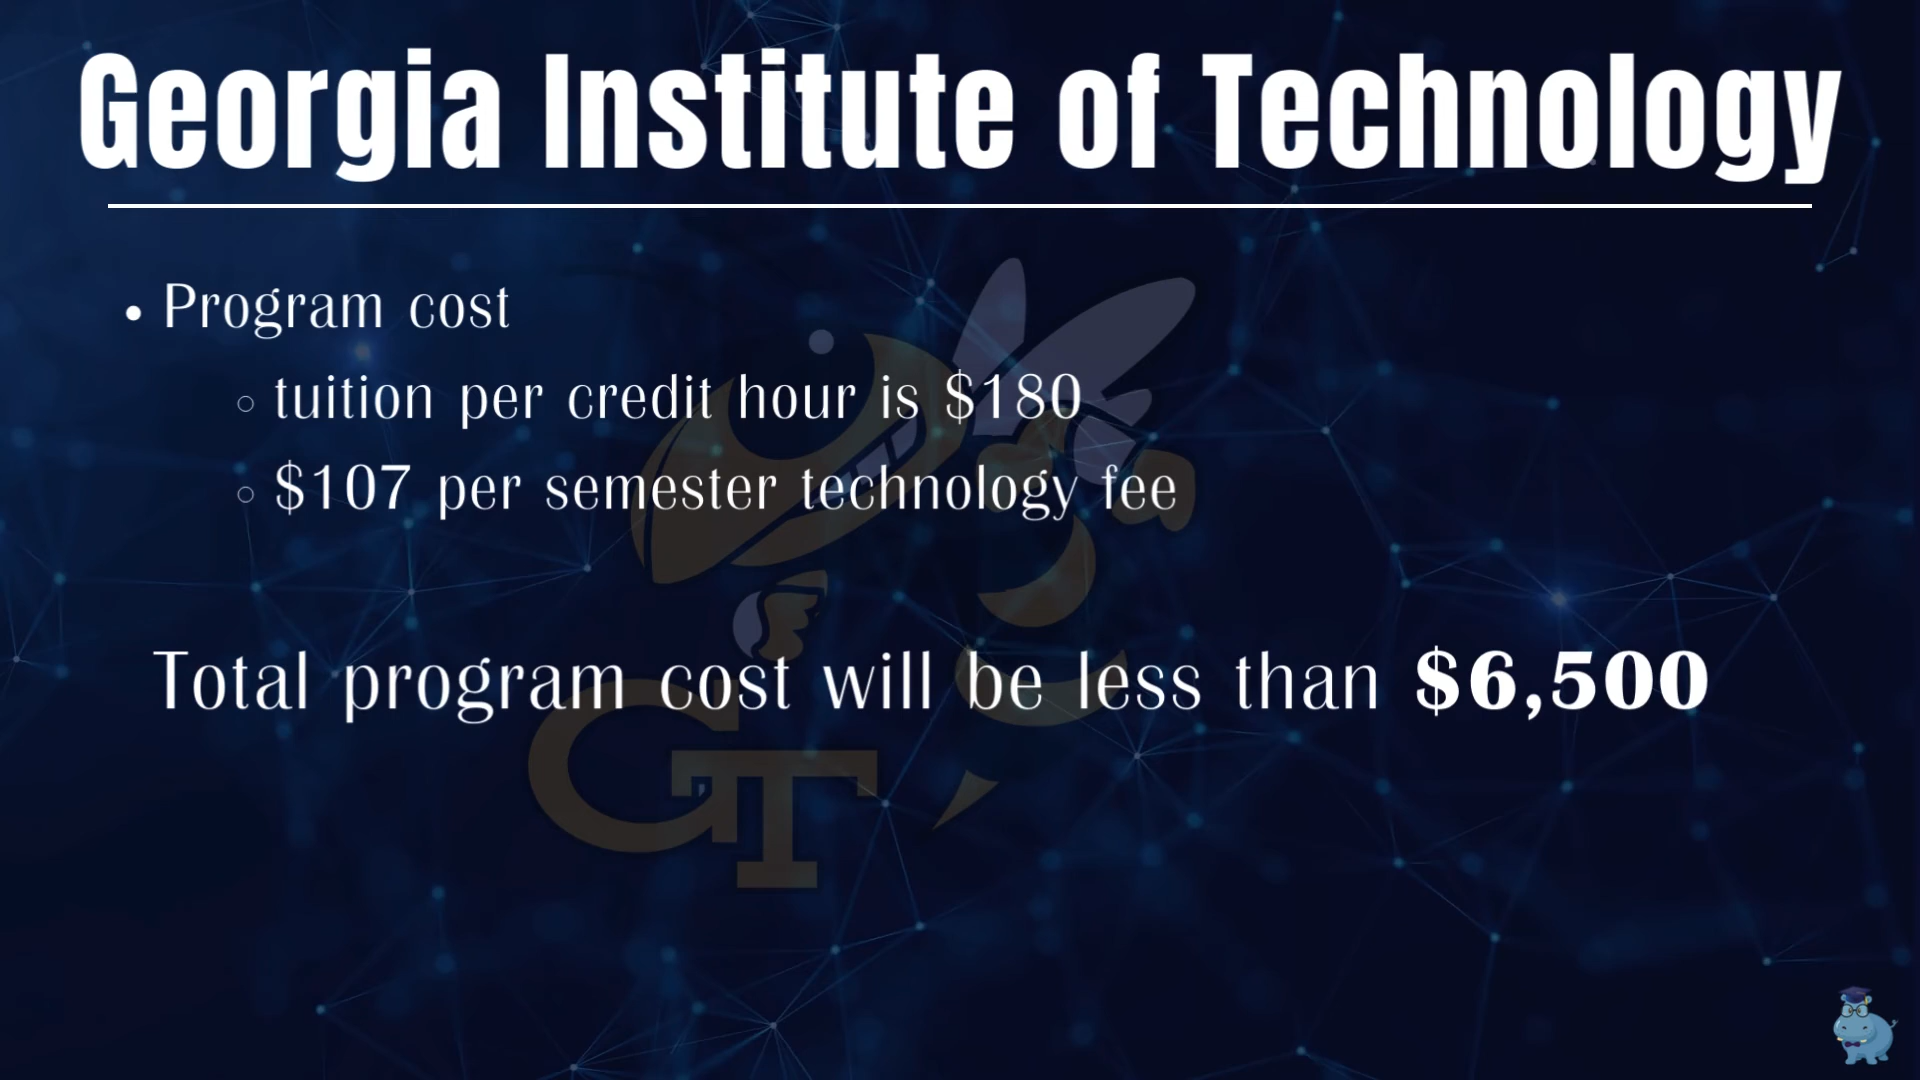 Georgia Institute of Technology
• Program cost
○ tuition per credit hour is $180
○ $107 per semester technology fee
Total program cost will be less than $6,500
GT